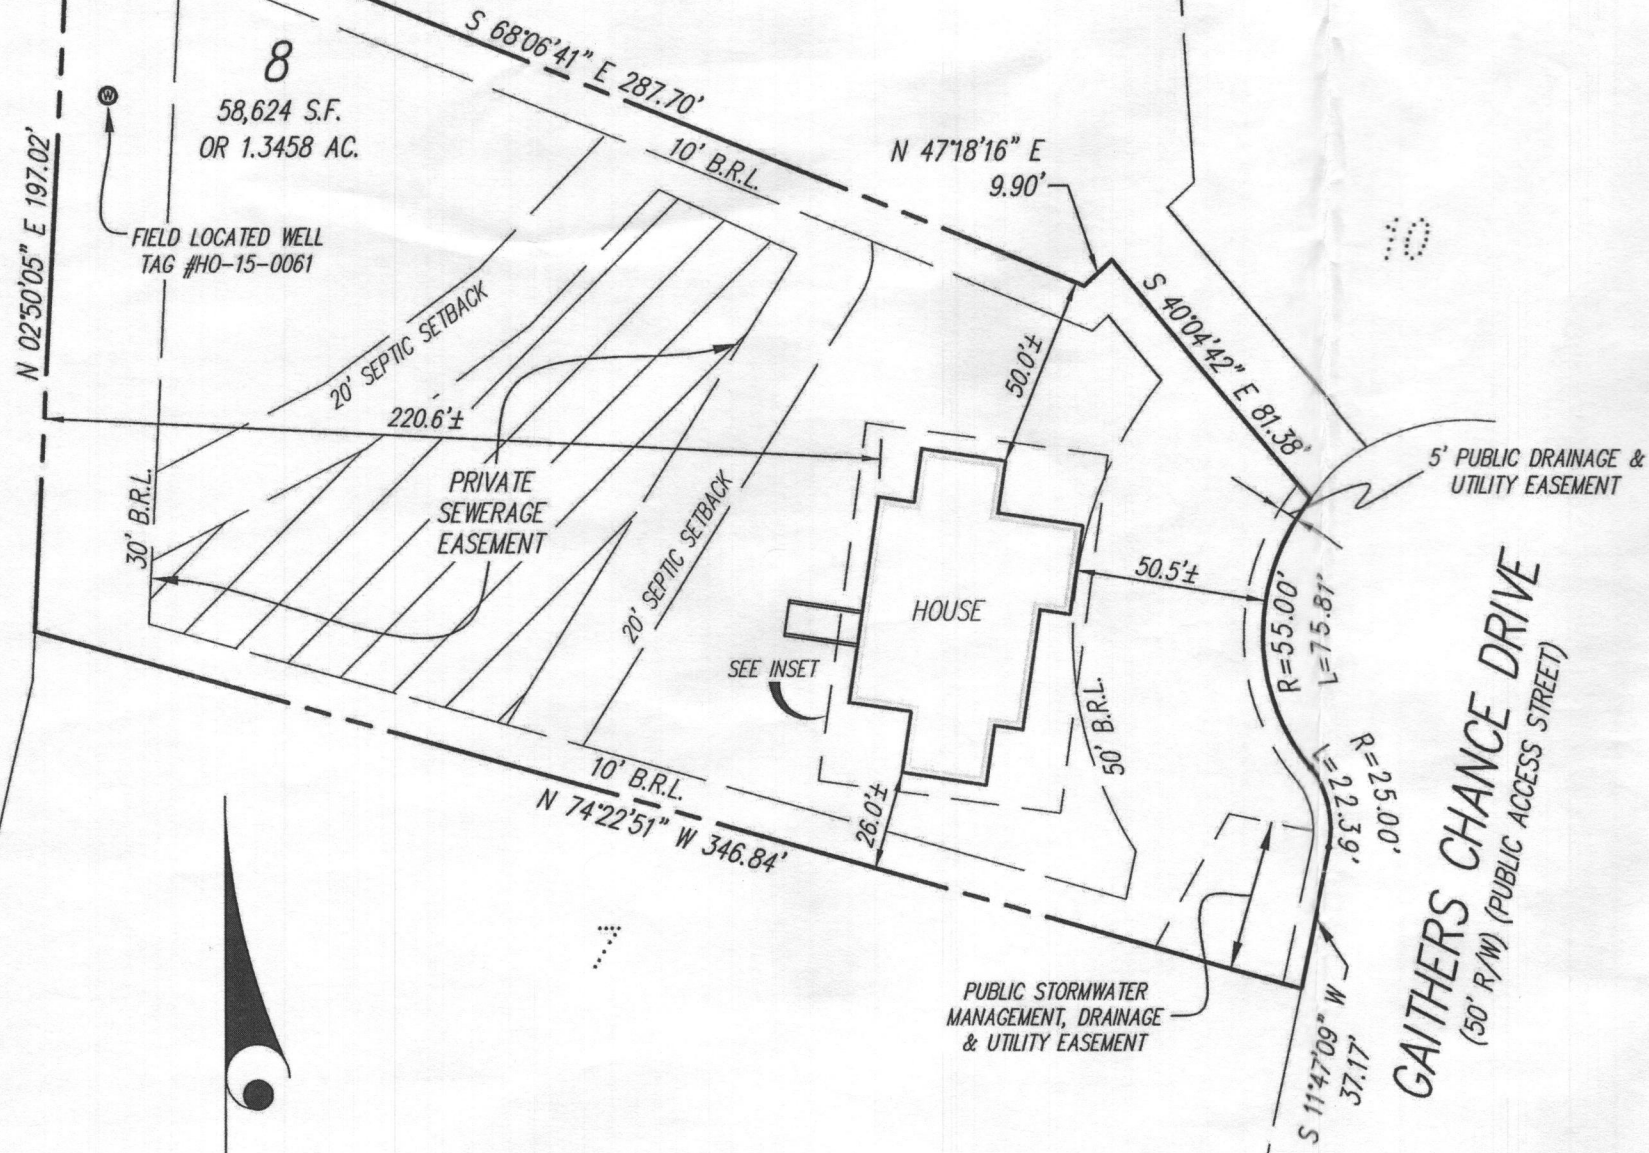 S 68°06'41" E 287.70'
8
58,624 S.F.
OR 1.3458 AC.
W
N 02°50'05" E 197.02'
FIELD LOCATED WELL
TAG #HO-15-0061
10' B.R.L.
N 47°18'16" E
9.90'
10
S 40°04'42" E 81.38'
20' SEPTIC SETBACK
50.0'±
220.6'±
5' PUBLIC DRAINAGE &
UTILITY EASEMENT
PRIVATE
SEWERAGE
EASEMENT
30' B.R.L.
20' SEPTIC SETBACK
50.5'±
HOUSE
R=55.00'
L=75.81'
SEE INSET
50' B.R.L.
10' B.R.L.
N 74°22'51" W 346.84'
26.0'±
R=25.00'
L=22.39'
GAITHERS CHANCE DRIVE
(50' R/W) (PUBLIC ACCESS STREET)
7
PUBLIC STORMWATER
MANAGEMENT, DRAINAGE
& UTILITY EASEMENT
S 11°47'09" W
37.17'